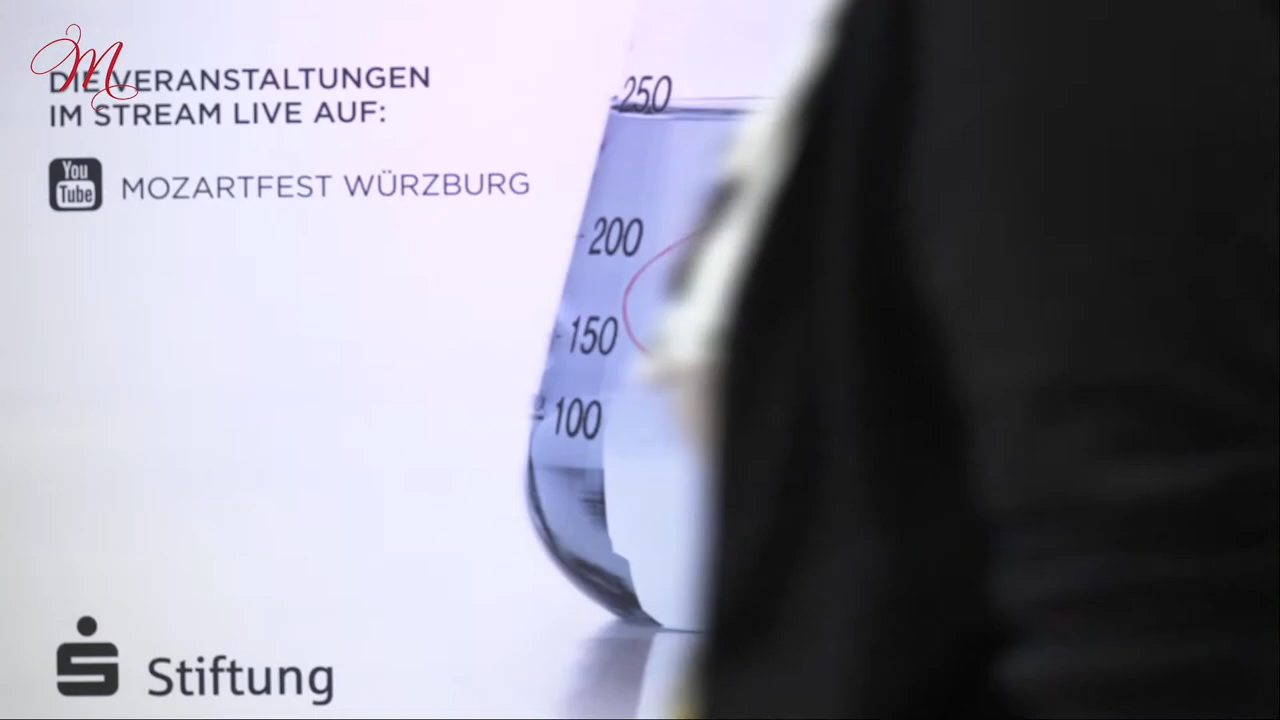 M
DIE VERANSTALTUNGEN
IM STREAM LIVE AUF:
You
Tube
MOZARTFEST WÜRZBURG
250
200
150
100
Stiftung